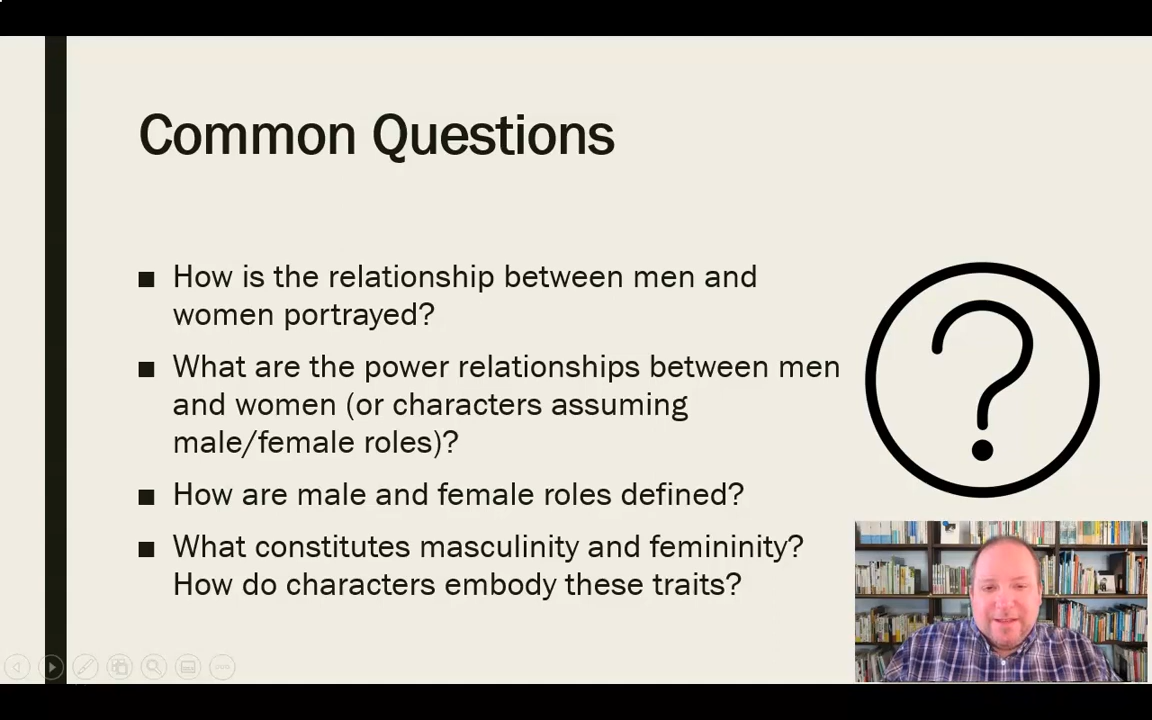 Common Questions
■ How is the relationship between men and
women portrayed?
■ What are the power relationships between men
and women (or characters assuming
male/female roles)?
■ How are male and female roles defined?
■ What constitutes masculinity and femininity?
How do characters embody these traits?
?